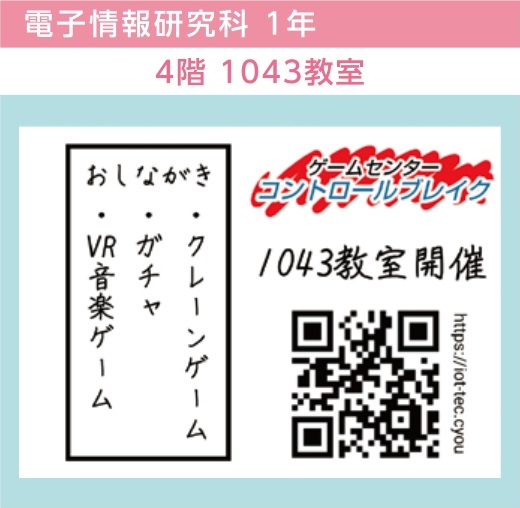 電子情報研究科 1年
4階 1043教室
おしながき
・クレーンゲーム
・ガチャ
・VR音楽ゲーム
ゲームセンター
コントロールブレイク
1043教室開催
https://iot-tec.cyou